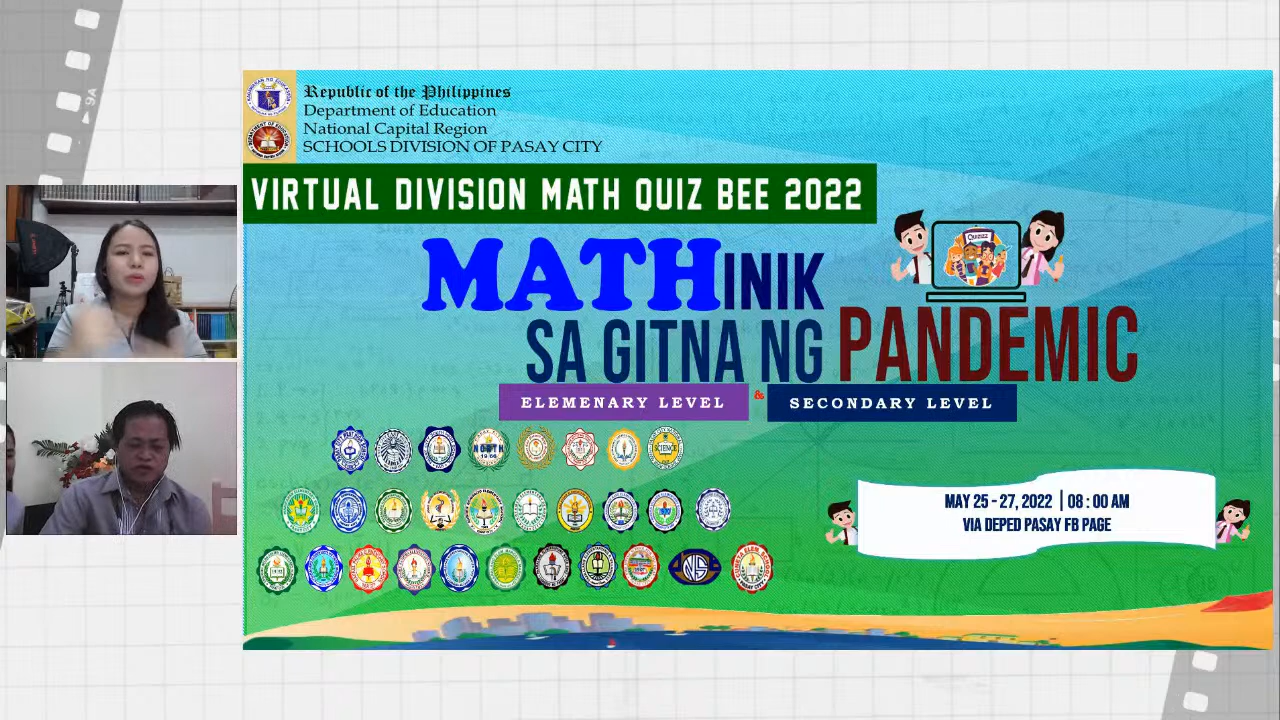 Republic of the Philippines
Department of Education
National Capital Region
SCHOOLS DIVISION OF PASAY CITY
VIRTUAL DIVISION MATH QUIZ BEE 2022
MATHINIK
SA GITNA NG PANDEMIC
ELEMENARY LEVEL & SECONDARY LEVEL
MAY 25 - 27, 2022 | 08 : 00 AM
VIA DEPED PASAY FB PAGE